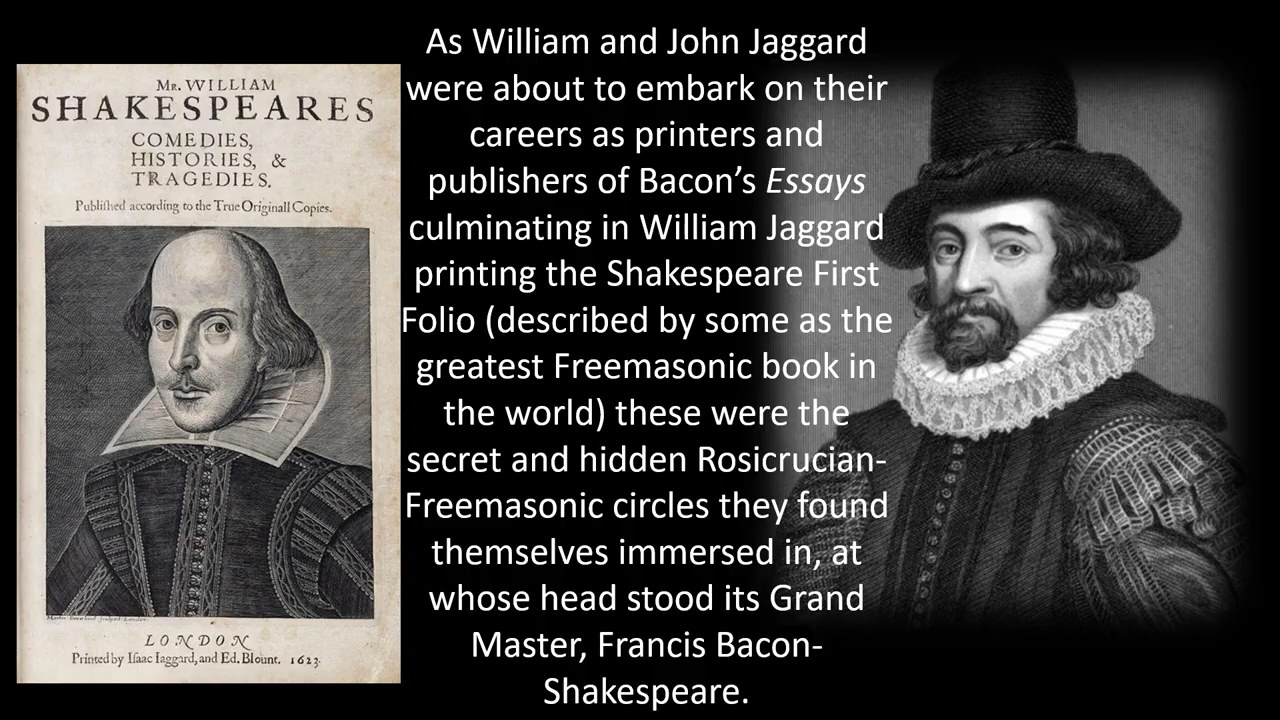 Mr. WILLIAM
SHAKESPEARES
COMEDIES,
HISTORIES, &
TRAGEDIES.
Publiſhed according to the True Originall Copies.
LONDON
Printed by Iſaac Iaggard, and Ed. Blount. 1623.
As William and John Jaggard
were about to embark on their
careers as printers and
publishers of Bacon’s Essays
culminating in William Jaggard
printing the Shakespeare First
Folio (described by some as the
greatest Freemasonic book in
the world) these were the
secret and hidden Rosicrucian-
Freemasonic circles they found
themselves immersed in, at
whose head stood its Grand
Master, Francis Bacon-
Shakespeare.